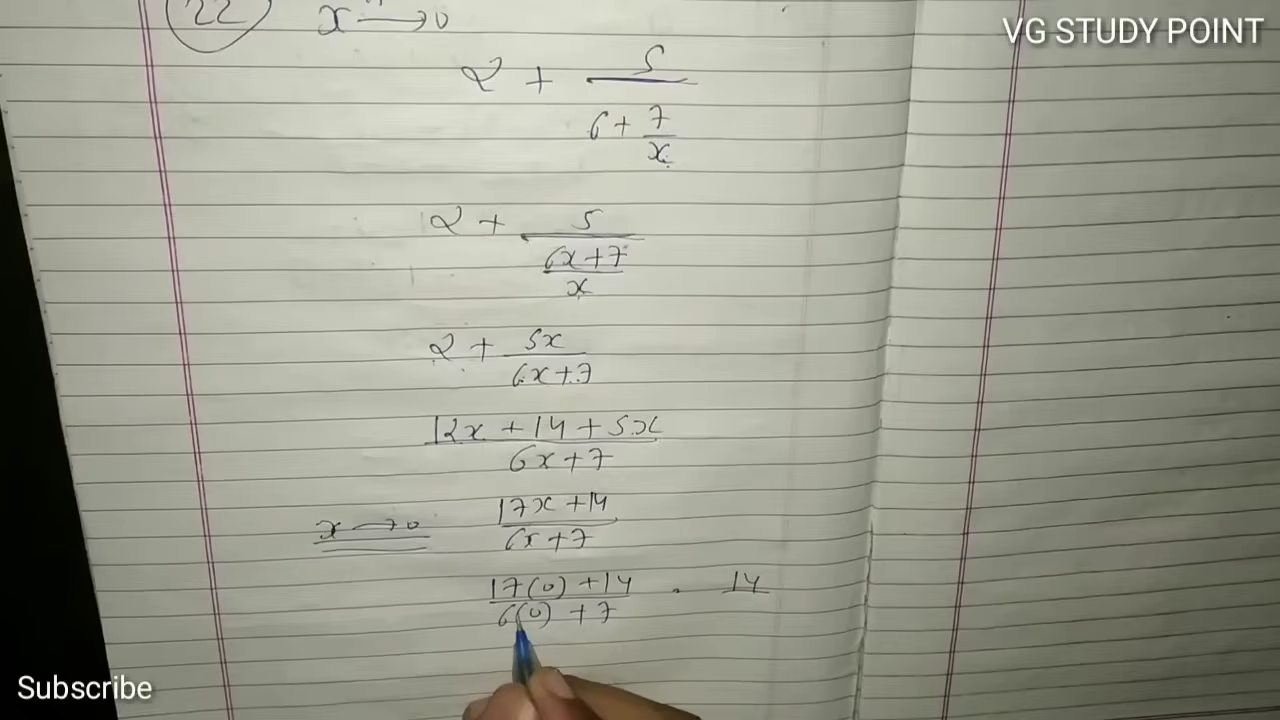 VG STUDY POINT
22 x → 0
2 + 5
6 + 7
x
2 + 5
6x + 7
x
2 + 5x
6x + 7
12x + 14 + 5x
6x + 7
17x + 14
x → 0
6x + 7
17(0) + 14 14
6(0) + 7
Subscribe